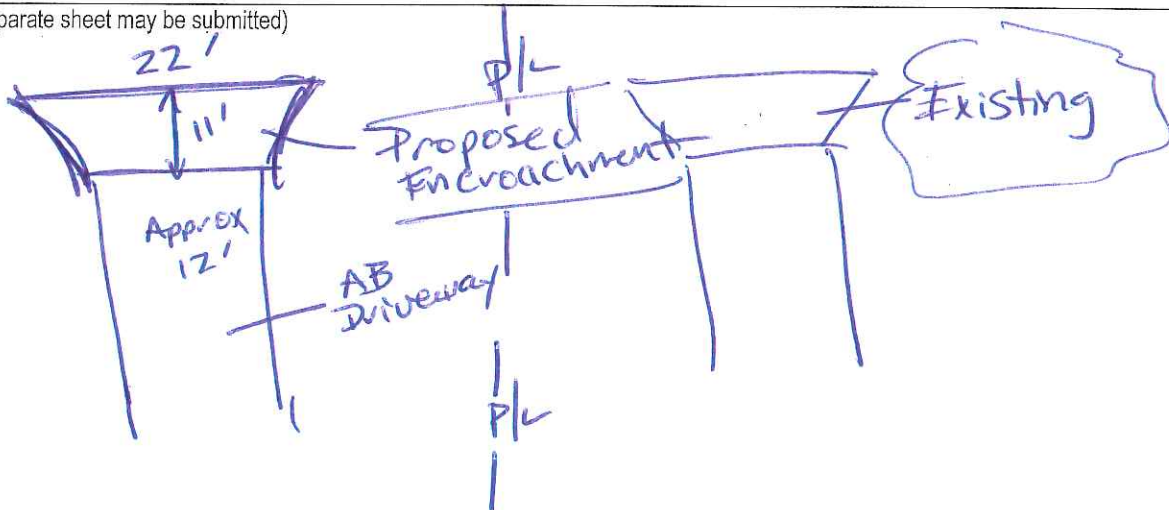 parate sheet may be submitted)
22'
11'
P/L
Proposed
Encroachment
Existing
Approx
12'
AB
Driveway
P/L